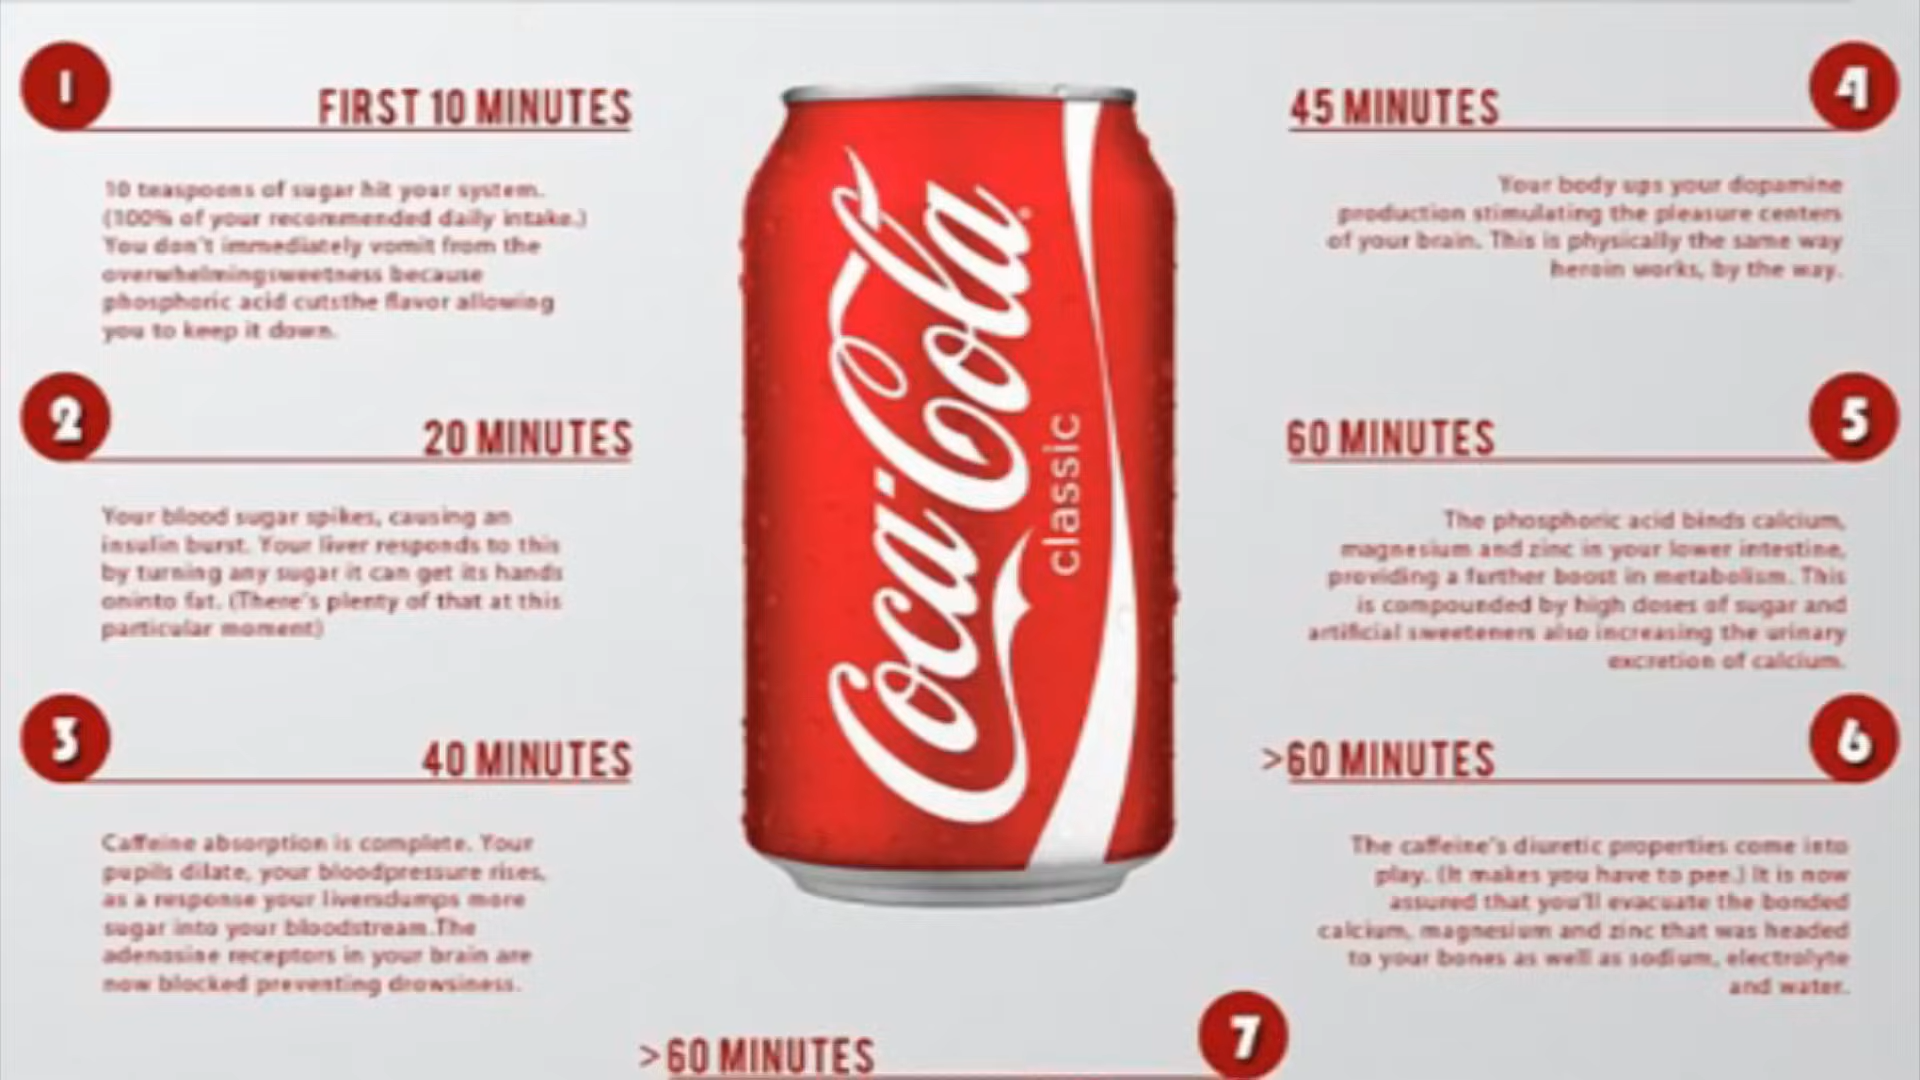 1
FIRST 10 MINUTES
10 teaspoons of sugar hit your system.
(100% of your recommended daily intake.)
You don't immediately vomit from the
overwhelmingsweetness because
phosphoric acid cutsthe flavor allowing
you to keep it down.
2
20 MINUTES
Your blood sugar spikes, causing an
insulin burst. Your liver responds to this
by turning any sugar it can get its hands
oninto fat. (There's plenty of that at this
particular moment)
3
40 MINUTES
Caffeine absorption is complete. Your
pupils dilate, your bloodpressure rises,
as a response your liversdumps more
sugar into your bloodstream.The
adenosine receptors in your brain are
now blocked preventing drowsiness.
Coca-Cola
classic
4
45 MINUTES
Your body ups your dopamine
production stimulating the pleasure centers
of your brain. This is physically the same way
heroin works, by the way.
5
60 MINUTES
The phosphoric acid binds calcium,
magnesium and zinc in your lower intestine,
providing a further boost in metabolism. This
is compounded by high doses of sugar and
artificial sweeteners also increasing the urinary
excretion of calcium.
6
>60 MINUTES
The caffeine's diuretic properties come into
play. (It makes you have to pee.) It is now
assured that you'll evacuate the bonded
calcium, magnesium and zinc that was headed
to your bones as well as sodium, electrolyte
and water.
7
>60 MINUTES